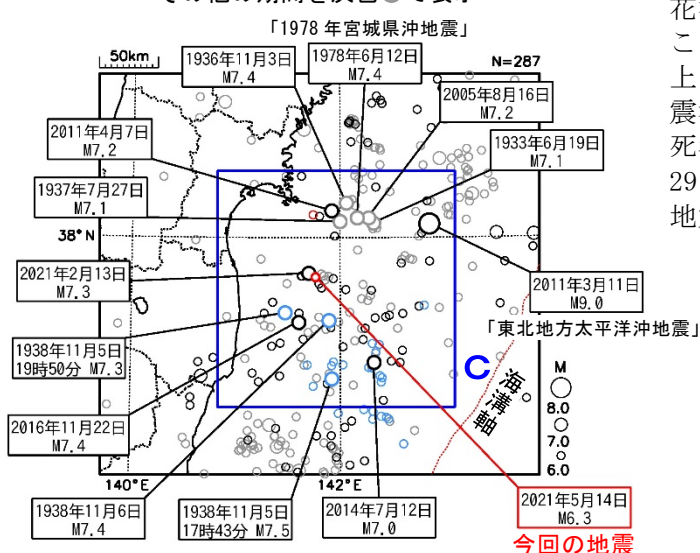 「1978 年宮城県沖地震」
50km
N=287
1936年11月3日
M7.4
1978年6月12日
M7.4
2005年8月16日
M7.2
2011年4月7日
M7.2
1933年6月19日
M7.1
1937年7月27日
M7.1
38°N
2021年2月13日
M7.3
2011年3月11日
M9.0
「東北地方太平洋沖地震」
1938年11月5日
19時50分 M7.3
C
海溝軸
M
8.0
7.0
6.0
2016年11月22日
M7.4
140°E
142°E
1938年11月6日
M7.4
1938年11月5日
17時43分 M7.5
2014年7月12日
M7.0
2021年5月14日
M6.3
今回の地震
花
こ
上
震
死
29
地